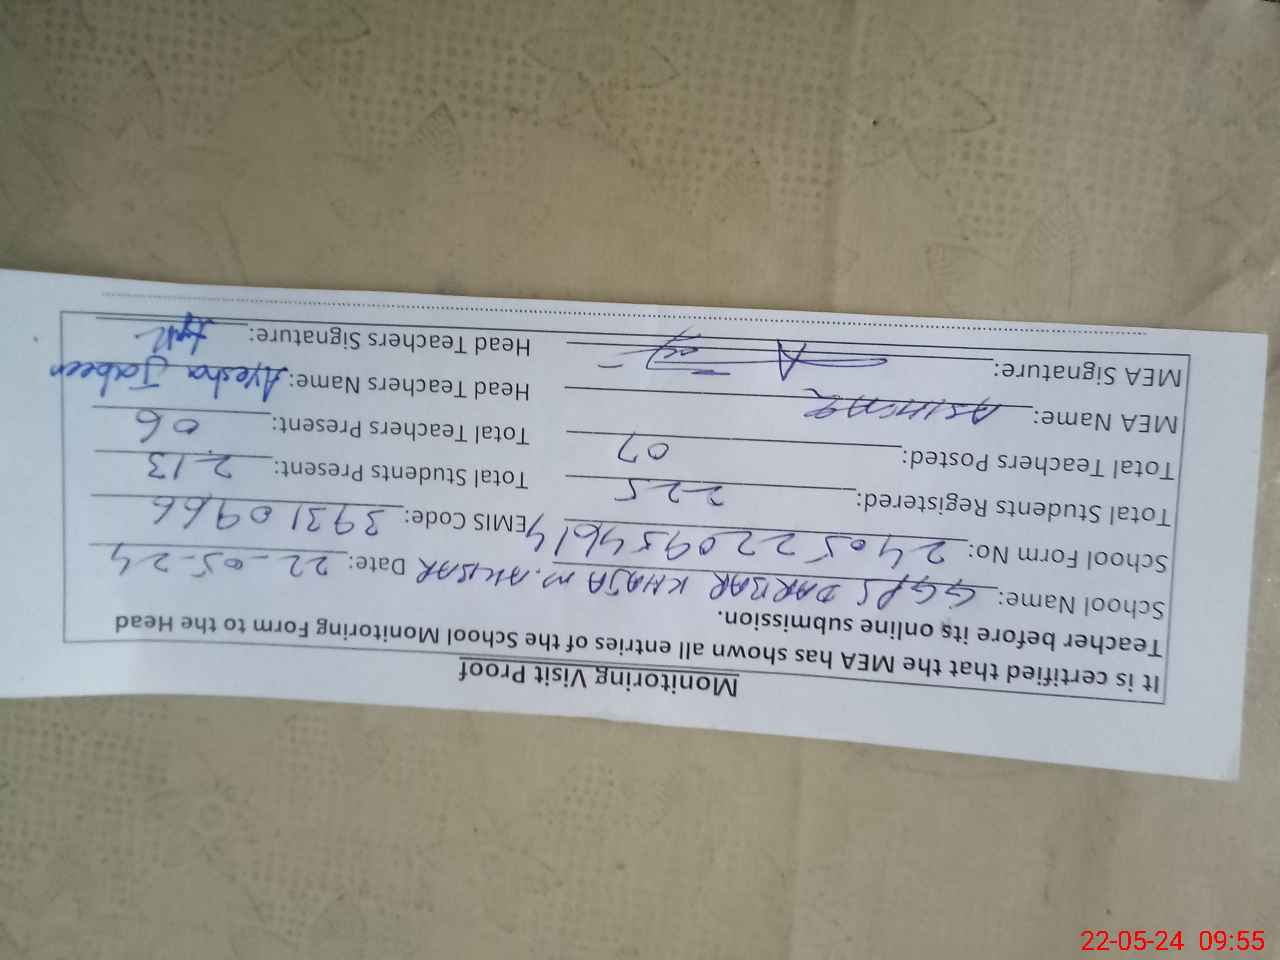 Monitoring Visit Proof
It is certified that the MEA has shown all entries of the School Monitoring Form to the Head
Teacher before its online submission.
School Name: GGPS DARBAR KHAJA M. AKBAR Date: 22-05-24
School Form No: 24052209954614 EMIS Code: 39310966
Total Students Registered: 225 Total Students Present: 213
Total Teachers Posted: 07 Total Teachers Present: 06
MEA Name: Head Teachers Name: Ayesha Jabeen
MEA Signature: Head Teachers Signature:
22-05-24 09:55